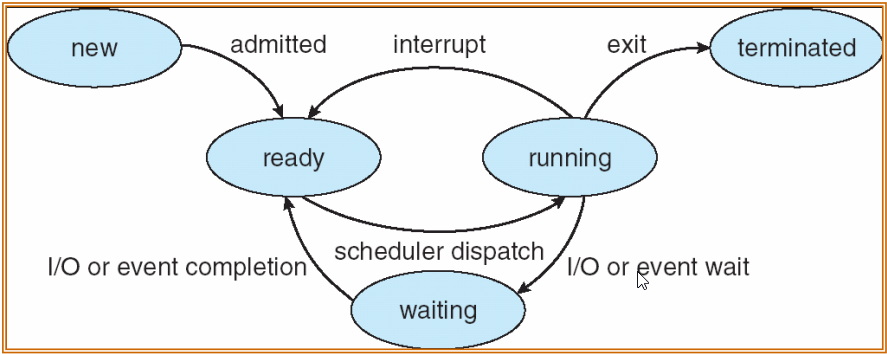 new
admitted
interrupt
exit
terminated
ready
running
scheduler dispatch
I/O or event completion
I/O or event wait
waiting